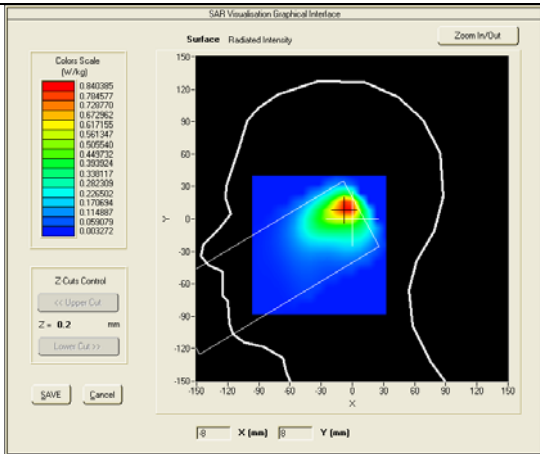 SAR Visualisation Graphical Interface
Surface Radiated Intensity
Zoom In/Out
Colors Scale
(W/kg)
0.840385
0.784577
0.728770
0.672962
0.617155
0.561347
0.505540
0.449732
0.393924
0.338117
0.282309
0.226502
0.170694
0.114887
0.059079
0.003272
Z-Cuts Control
<< Upper Cut
Z = 0.2 mm
Lower Cut >>
SAVE Cancel
150
120
90
60
30
0
-30
-60
-90
-120
-150
Y
-150 -120 -90 -60 -30 0 30 60 90 120 150
X
-8 X (mm) 8 Y (mm)